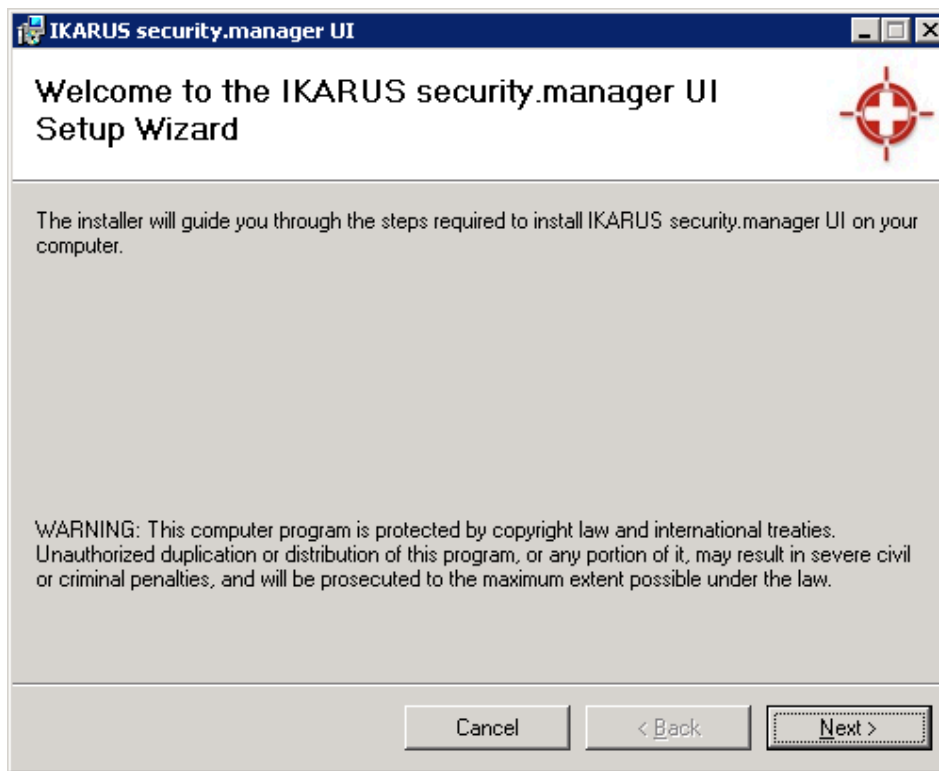 IKARUS security.manager UI
Welcome to the IKARUS security.manager UI
Setup Wizard
The installer will guide you through the steps required to install IKARUS security.manager UI on your
computer.
WARNING: This computer program is protected by copyright law and international treaties.
Unauthorized duplication or distribution of this program, or any portion of it, may result in severe civil
or criminal penalties, and will be prosecuted to the maximum extent possible under the law.
Cancel
< Back
Next >